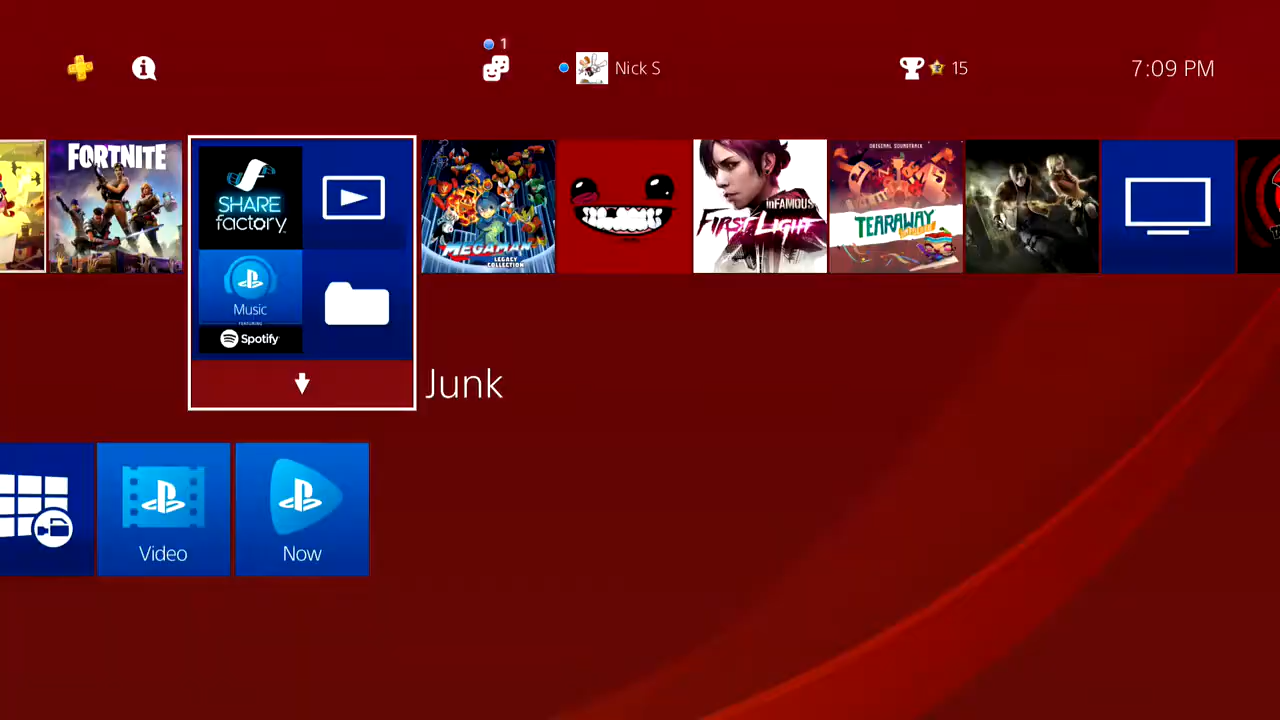 1
Nick S
15
7:09 PM
FORTNITE
SHARE
factory
Music
FEATURING
Spotify
MEGAMAN
LEGACY
COLLECTION
inFAMOUS
FIRST LIGHT
ORIGINAL SOUNDTRACK
TEARAWAY
Junk
Video
Now